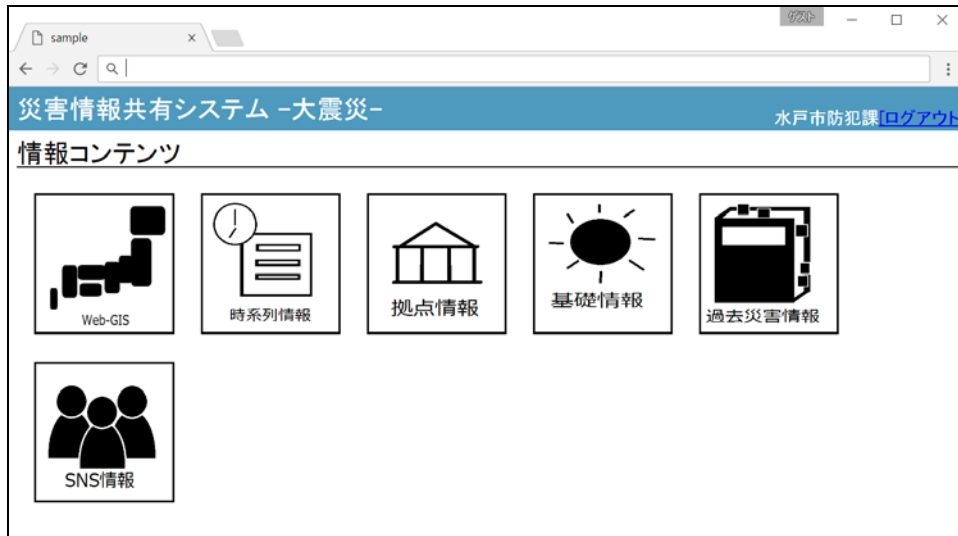 ゲスト
sample
災害情報共有システム −大震災−
水戸市防犯課[ログアウト
情報コンテンツ
Web-GIS
時系列情報
拠点情報
基礎情報
過去災害情報
SNS情報